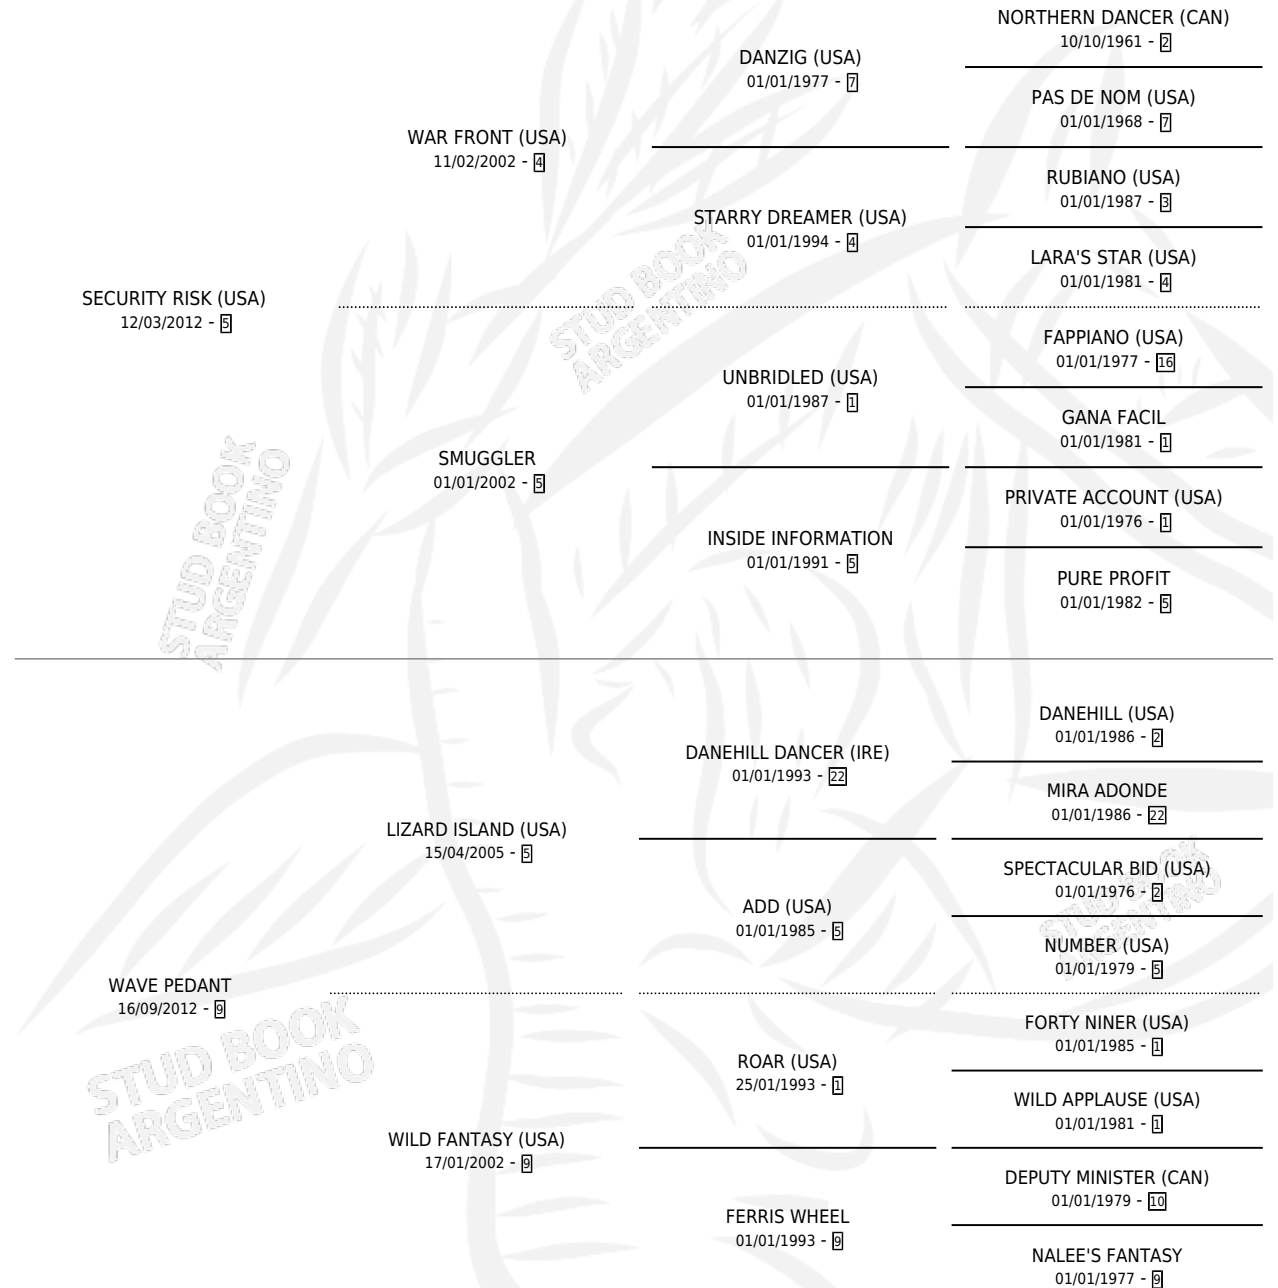 NORTHERN DANCER (CAN)
10/10/1961 - 2
DANZIG (USA)
01/01/1977 - 7
PAS DE NOM (USA)
01/01/1968 - 7
WAR FRONT (USA)
11/02/2002 - 4
RUBIANO (USA)
01/01/1987 - 3
STARRY DREAMER (USA)
01/01/1994 - 4
LARA'S STAR (USA)
01/01/1981 - 4
SECURITY RISK (USA)
12/03/2012 - 5
FAPPIANO (USA)
01/01/1977 - 16
UNBRIDLED (USA)
01/01/1987 - 1
GANA FACIL
01/01/1981 - 1
SMUGGLER
01/01/2002 - 5
PRIVATE ACCOUNT (USA)
01/01/1976 - 1
INSIDE INFORMATION
01/01/1991 - 5
PURE PROFIT
01/01/1982 - 5
STUD BOOK
ARGENTINO
STUD BOOK
ARGENTINO
DANEHILL (USA)
01/01/1986 - 2
DANEHILL DANCER (IRE)
01/01/1993 - 22
MIRA ADONDE
01/01/1986 - 22
LIZARD ISLAND (USA)
15/04/2005 - 5
SPECTACULAR BID (USA)
01/01/1976 - 2
ADD (USA)
01/01/1985 - 5
NUMBER (USA)
01/01/1979 - 5
STUD BOOK
ARGENTINO
WAVE PEDANT
16/09/2012 - 9
FORTY NINER (USA)
01/01/1985 - 1
ROAR (USA)
25/01/1993 - 1
WILD APPLAUSE (USA)
01/01/1981 - 1
STUD BOOK
ARGENTINO
WILD FANTASY (USA)
17/01/2002 - 9
DEPUTY MINISTER (CAN)
01/01/1979 - 10
FERRIS WHEEL
01/01/1993 - 9
NALEE'S FANTASY
01/01/1977 - 9